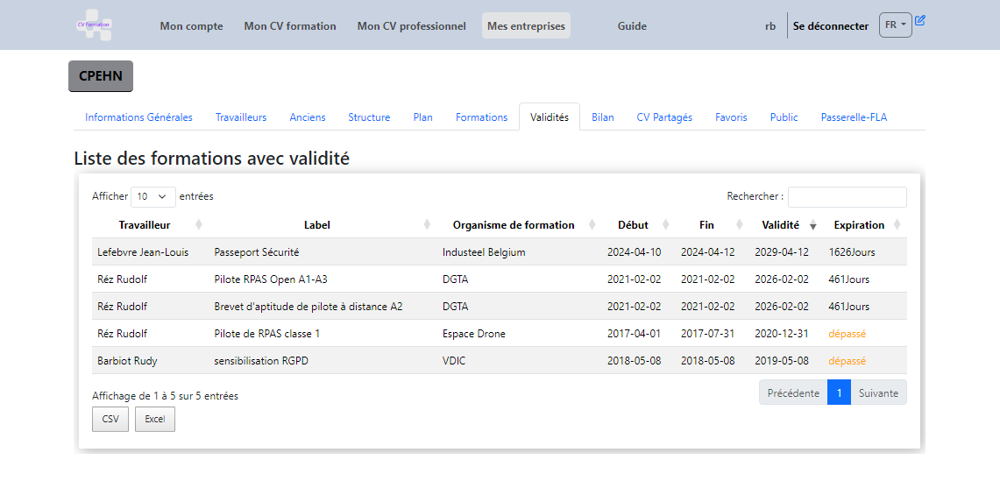 CV Formation
Mon compte Mon CV formation Mon CV professionnel Mes entreprises Guide rb Se déconnecter FR
CPEHN
Informations Générales Travailleurs Anciens Structure Plan Formations Validités Bilan CV Partagés Favoris Public Passerelle-FLA
Liste des formations avec validité
Afficher 10 entrées Rechercher :
Travailleur Label Organisme de formation Début Fin Validité Expiration
Lefebvre Jean-Louis Passeport Sécurité Industeel Belgium 2024-04-10 2024-04-12 2029-04-12 1626Jours
Réz Rudolf Pilote RPAS Open A1-A3 DGTA 2021-02-02 2021-02-02 2026-02-02 461Jours
Réz Rudolf Brevet d'aptitude de pilote à distance A2 DGTA 2021-02-02 2021-02-02 2026-02-02 461Jours
Réz Rudolf Pilote de RPAS classe 1 Espace Drone 2017-04-01 2017-07-31 2020-12-31 dépassé
Barbiot Rudy sensibilisation RGPD VDIC 2018-05-08 2018-05-08 2019-05-08 dépassé
Affichage de 1 à 5 sur 5 entrées Précédente 1 Suivante
CSV Excel